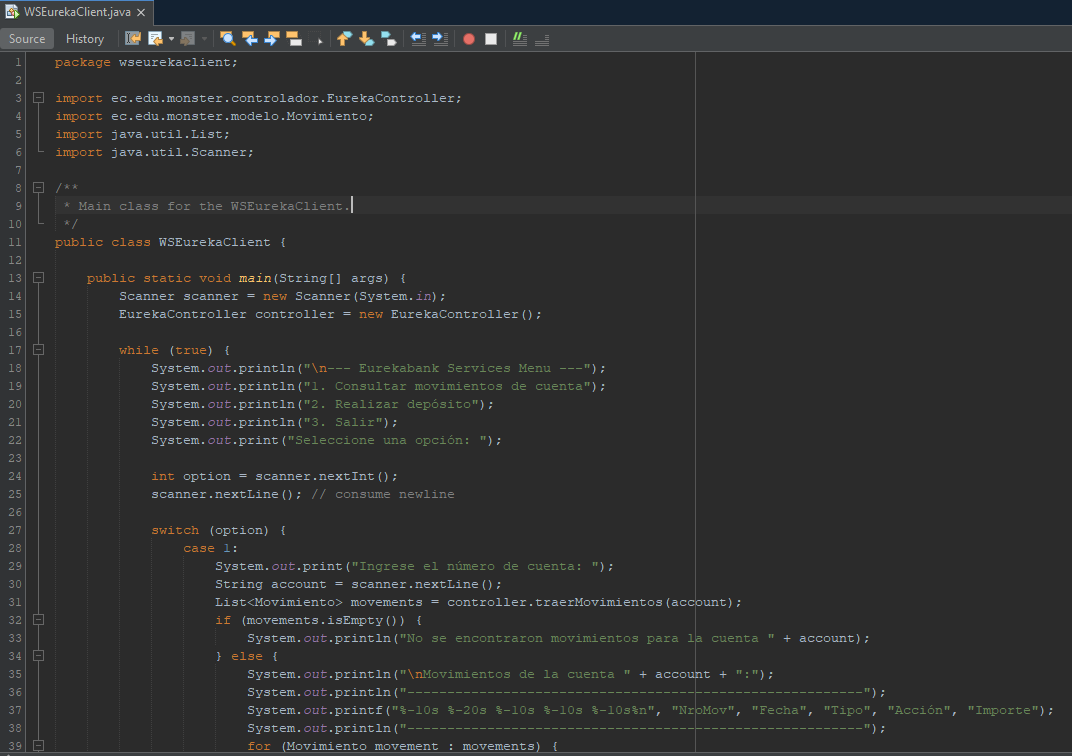 WSEurekaClient.java
Source History
1 package wseurekaclient;
2
3 import ec.edu.monster.controlador.EurekaController;
4 import ec.edu.monster.modelo.Movimiento;
5 import java.util.List;
6 import java.util.Scanner;
7
8 /**
9 * Main class for the WSEurekaClient.
10 */
11 public class WSEurekaClient {
12
13 public static void main(String[] args) {
14 Scanner scanner = new Scanner(System.in);
15 EurekaController controller = new EurekaController();
16
17 while (true) {
18 System.out.println("\n--- Eurekabank Services Menu ---");
19 System.out.println("1. Consultar movimientos de cuenta");
20 System.out.println("2. Realizar depósito");
21 System.out.println("3. Salir");
22 System.out.print("Seleccione una opción: ");
23
24 int option = scanner.nextInt();
25 scanner.nextLine(); // consume newline
26
27 switch (option) {
28 case 1:
29 System.out.print("Ingrese el número de cuenta: ");
30 String account = scanner.nextLine();
31 List<Movimiento> movements = controller.traerMovimientos(account);
32 if (movements.isEmpty()) {
33 System.out.println("No se encontraron movimientos para la cuenta " + account);
34 } else {
35 System.out.println("\nMovimientos de la cuenta " + account + ":");
36 System.out.println("---------------------------------------------------------");
37 System.out.printf("%-10s %-20s %-10s %-10s %-10s%n", "NroMov", "Fecha", "Tipo", "Acción", "Importe");
38 System.out.println("---------------------------------------------------------");
39 for (Movimiento movement : movements) {